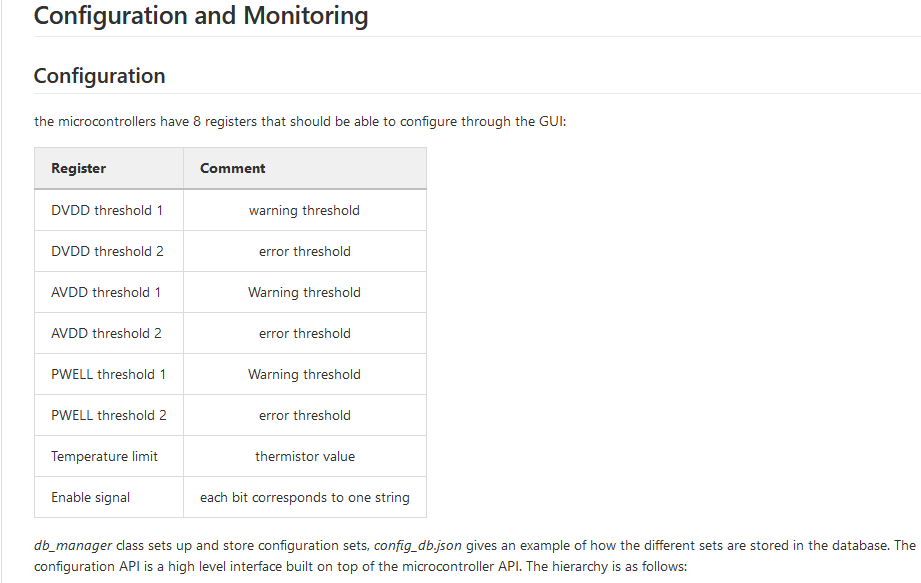 Configuration and Monitoring
Configuration
the microcontrollers have 8 registers that should be able to configure through the GUI:
Register Comment
DVDD threshold 1 warning threshold
DVDD threshold 2 error threshold
AVDD threshold 1 Warning threshold
AVDD threshold 2 error threshold
PWELL threshold 1 Warning threshold
PWELL threshold 2 error threshold
Temperature limit thermistor value
Enable signal each bit corresponds to one string
db_manager class sets up and store configuration sets, config_db.json gives an example of how the different sets are stored in the database. The
configuration API is a high level interface built on top of the microcontroller API. The hierarchy is as follows: